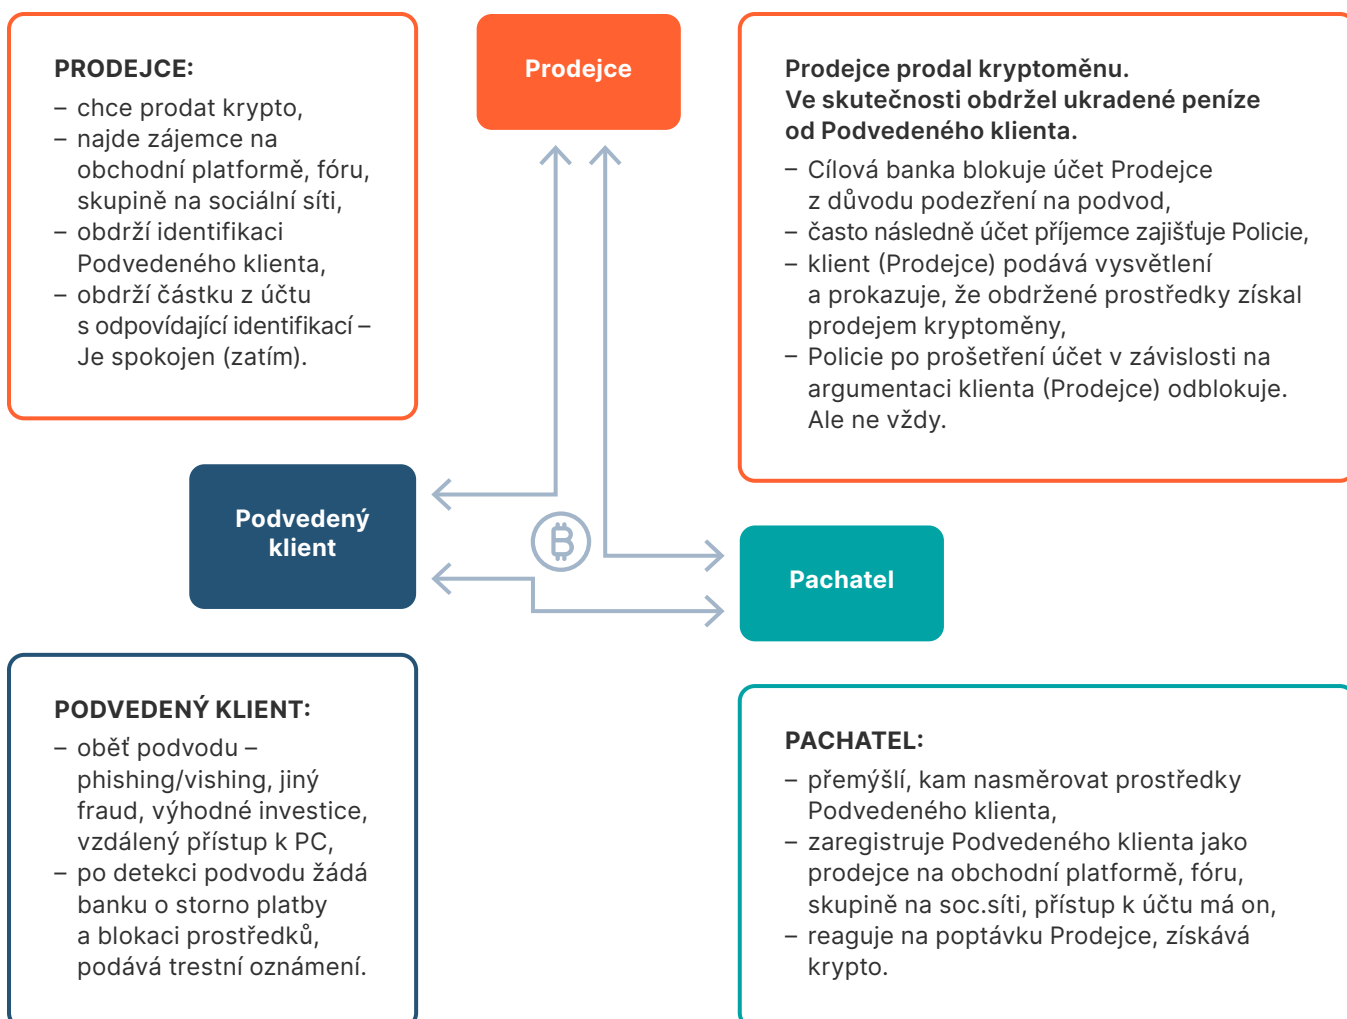 PRODEJCE:
– chce prodat krypto,
– najde zájemce na
obchodní platformě, fóru,
skupině na sociální síti,
– obdrží identifikaci
Podvedeného klienta,
– obdrží částku z účtu
s odpovídající identifikací –
Je spokojen (zatím).
Prodejce
Prodejce prodal kryptoměnu.
Ve skutečnosti obdržel ukradené peníze
od Podvedeného klienta.
– Cílová banka blokuje účet Prodejce
z důvodu podezření na podvod,
– často následně účet příjemce zajišťuje Policie,
– klient (Prodejce) podává vysvětlení
a prokazuje, že obdržené prostředky získal
prodejem kryptoměny,
– Policie po prošetření účet v závislosti na
argumentaci klienta (Prodejce) odblokuje.
Ale ne vždy.
Podvedený
klient
Pachatel
PODVEDENÝ KLIENT:
– oběť podvodu –
phishing/vishing, jiný
fraud, výhodné investice,
vzdálený přístup k PC,
– po detekci podvodu žádá
banku o storno platby
a blokaci prostředků,
podává trestní oznámení.
PACHATEL:
– přemýšlí, kam nasměrovat prostředky
Podvedeného klienta,
– zaregistruje Podvedeného klienta jako
prodejce na obchodní platformě, fóru,
skupině na soc.síti, přístup k účtu má on,
– reaguje na poptávku Prodejce, získává
krypto.